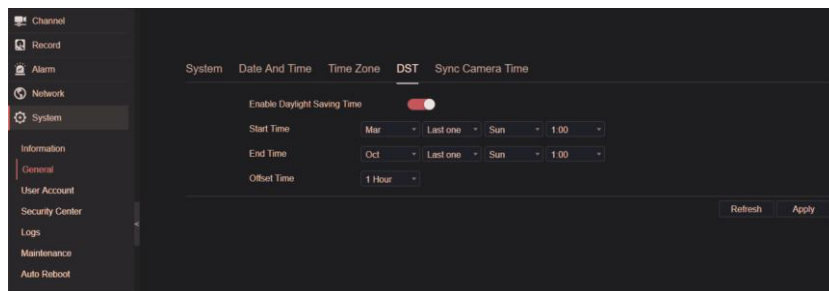 Channel
Record
Alarm
Network
System
Information
General
User Account
Security Center
Logs
Maintenance
Auto Reboot
System Date And Time Time Zone DST Sync Camera Time
Enable Daylight Saving Time
Start Time Mar Last one Sun 1:00
End Time Oct Last one Sun 1:00
Offset Time 1 Hour
Refresh Apply